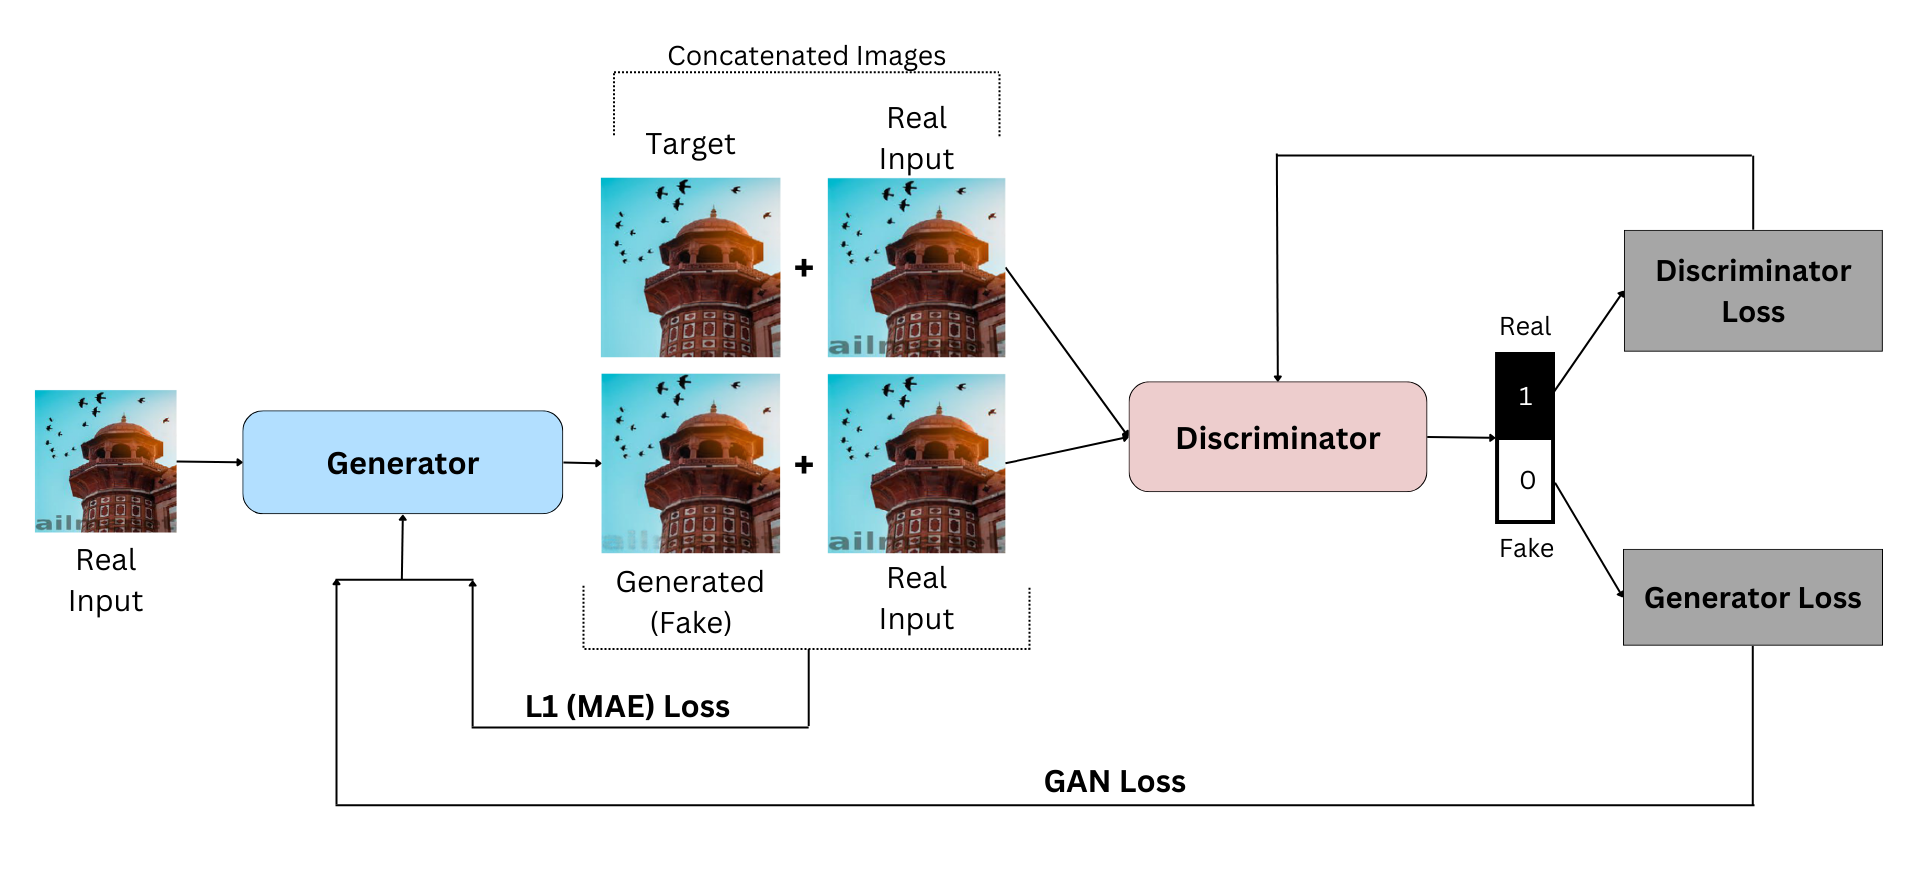 Concatenated Images
Target
Real
Input
+
+
Real
Input
Generator
Generated
(Fake)
Real
Input
L1 (MAE) Loss
GAN Loss
Discriminator
Real
1
0
Fake
Discriminator
Loss
Generator Loss